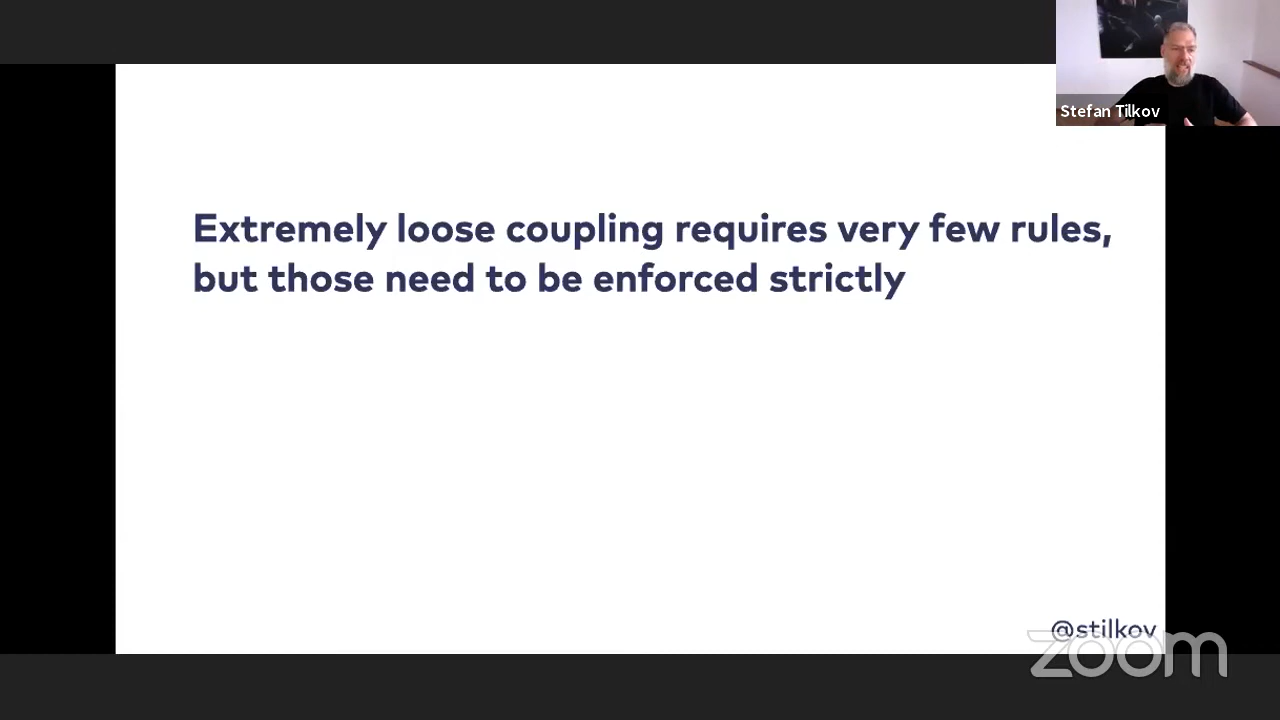 Stefan Tilkov
Extremely loose coupling requires very few rules,
but those need to be enforced strictly
@stilkov
zoom